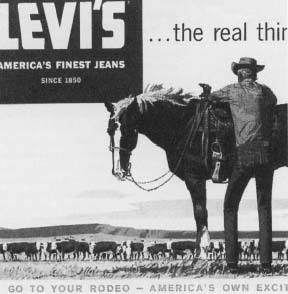 LEVI'S
...the real thin
AMERICA'S FINEST JEANS
SINCE 1850
GO TO YOUR RODEO – AMERICA'S OWN EXCIT